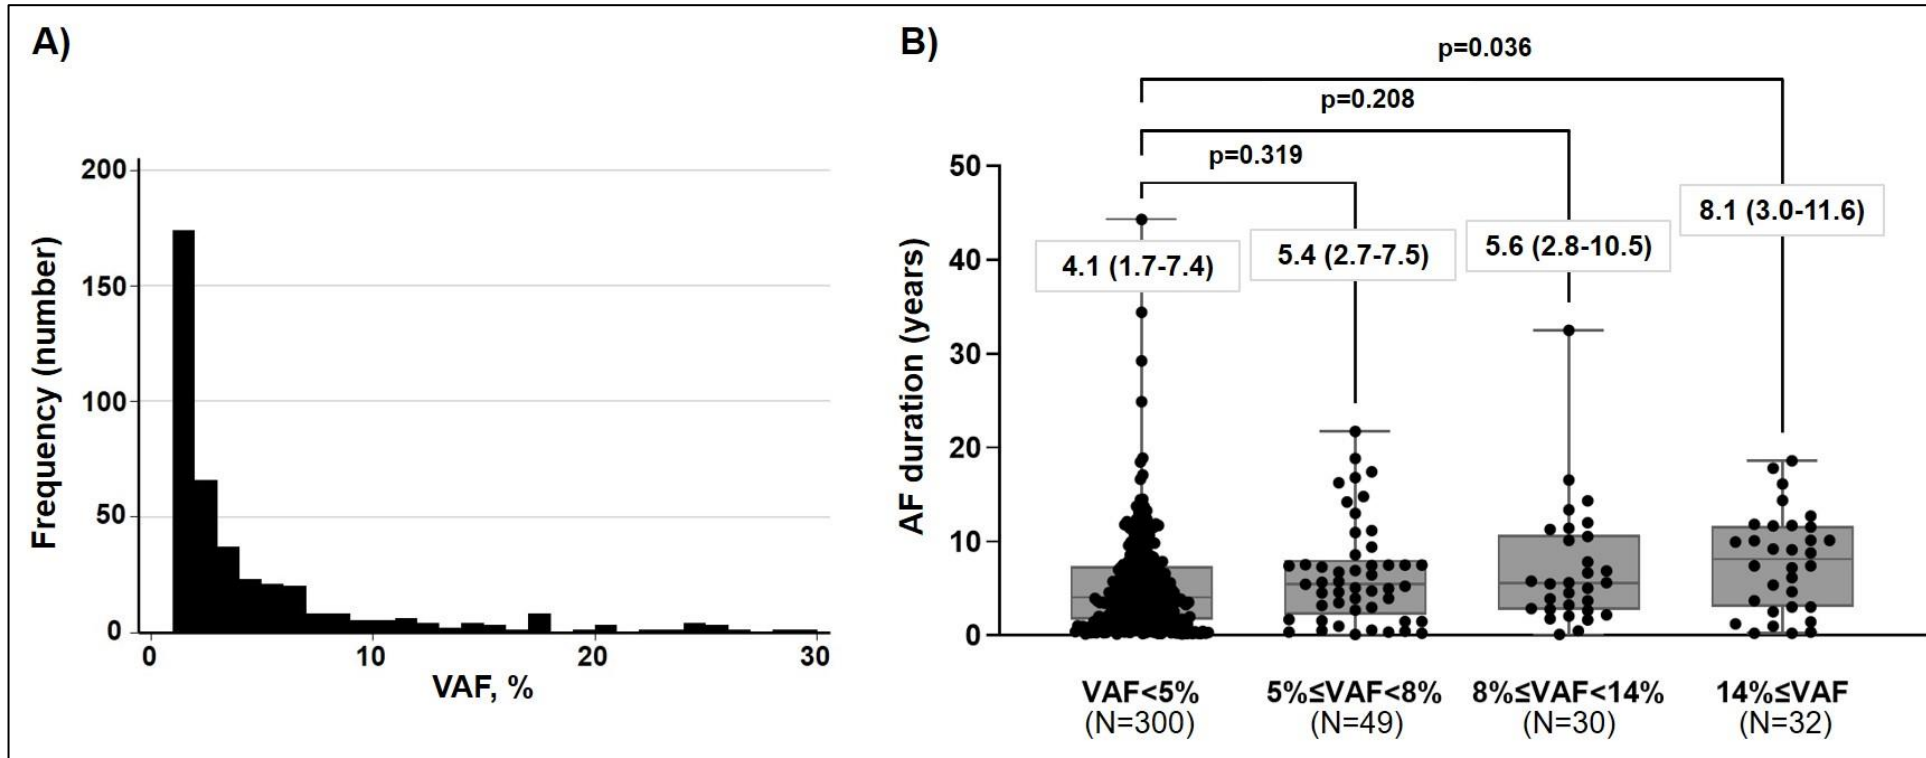 A)
Frequency (number)
200
150
100
50
0
0 10 20 30
VAF, %
B)
p=0.036
p=0.208
p=0.319
AF duration (years)
50
40
30
20
10
0
4.1 (1.7-7.4)
5.4 (2.7-7.5)
5.6 (2.8-10.5)
8.1 (3.0-11.6)
VAF<5% 5%≤VAF<8% 8%≤VAF<14% 14%≤VAF
(N=300) (N=49) (N=30) (N=32)